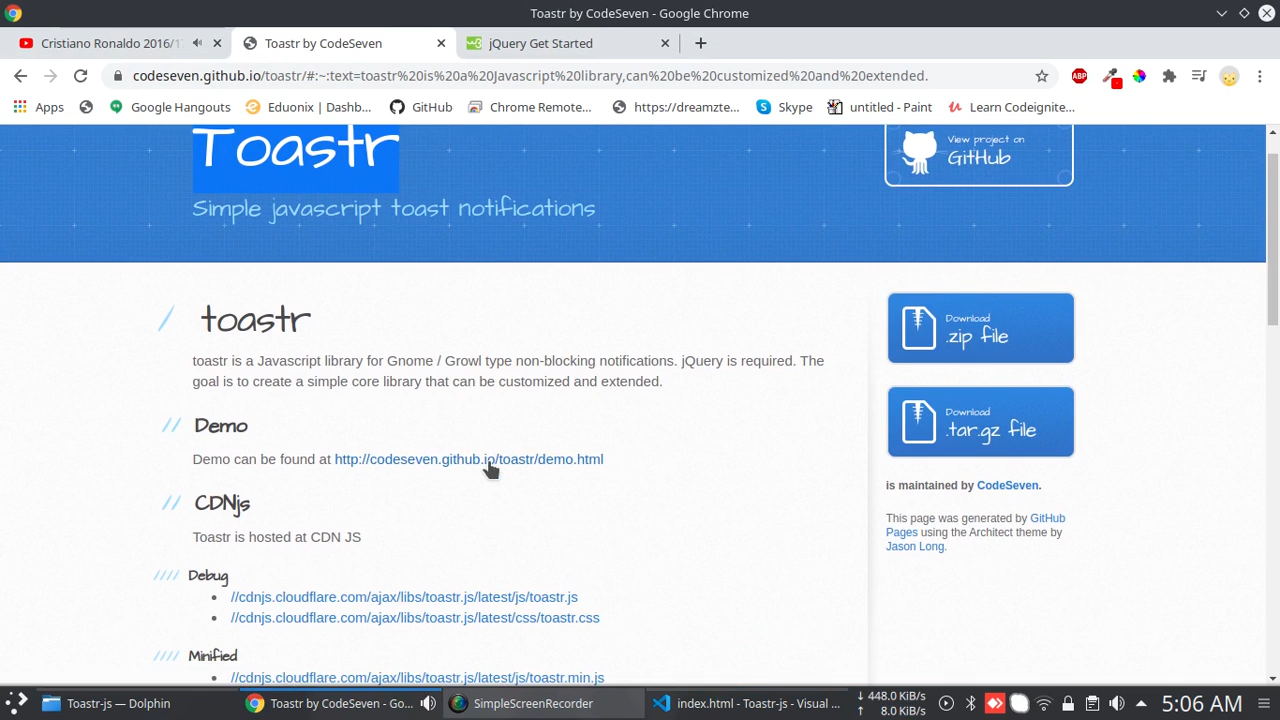 Toastr by CodeSeven - Google Chrome
Cristiano Ronaldo 2016/1
Toastr by CodeSeven
jQuery Get Started
codeseven.github.io/toastr/#:~:text=toastr%20is%20a%20Javascript%20library,can%20be%20customized%20and%20extended.
ABP
Apps
Google Hangouts
Eduonix | Dashb...
GitHub
Chrome Remote...
https://dreamzte...
Skype
untitled - Paint
Learn Codeignite...
Toastr
Simple javascript toast notifications
View project on
GitHub
/ toastr
toastr is a Javascript library for Gnome / Growl type non-blocking notifications. jQuery is required. The
goal is to create a simple core library that can be customized and extended.
// Demo
Demo can be found at http://codeseven.github.io/toastr/demo.html
// CDNjs
Toastr is hosted at CDN JS
//// Debug
• //cdnjs.cloudflare.com/ajax/libs/toastr.js/latest/js/toastr.js
• //cdnjs.cloudflare.com/ajax/libs/toastr.js/latest/css/toastr.css
//// Minified
• //cdnjs.cloudflare.com/ajax/libs/toastr.js/latest/js/toastr.min.js
Download
.zip file
Download
.tar.gz file
is maintained by CodeSeven.
This page was generated by GitHub
Pages using the Architect theme by
Jason Long.
Toastr-js — Dolphin
Toastr by CodeSeven - Go...
SimpleScreenRecorder
index.html - Toastr-js - Visual ...
↓ 448.0 KiB/s
↑ 8.0 KiB/s
5:06 AM